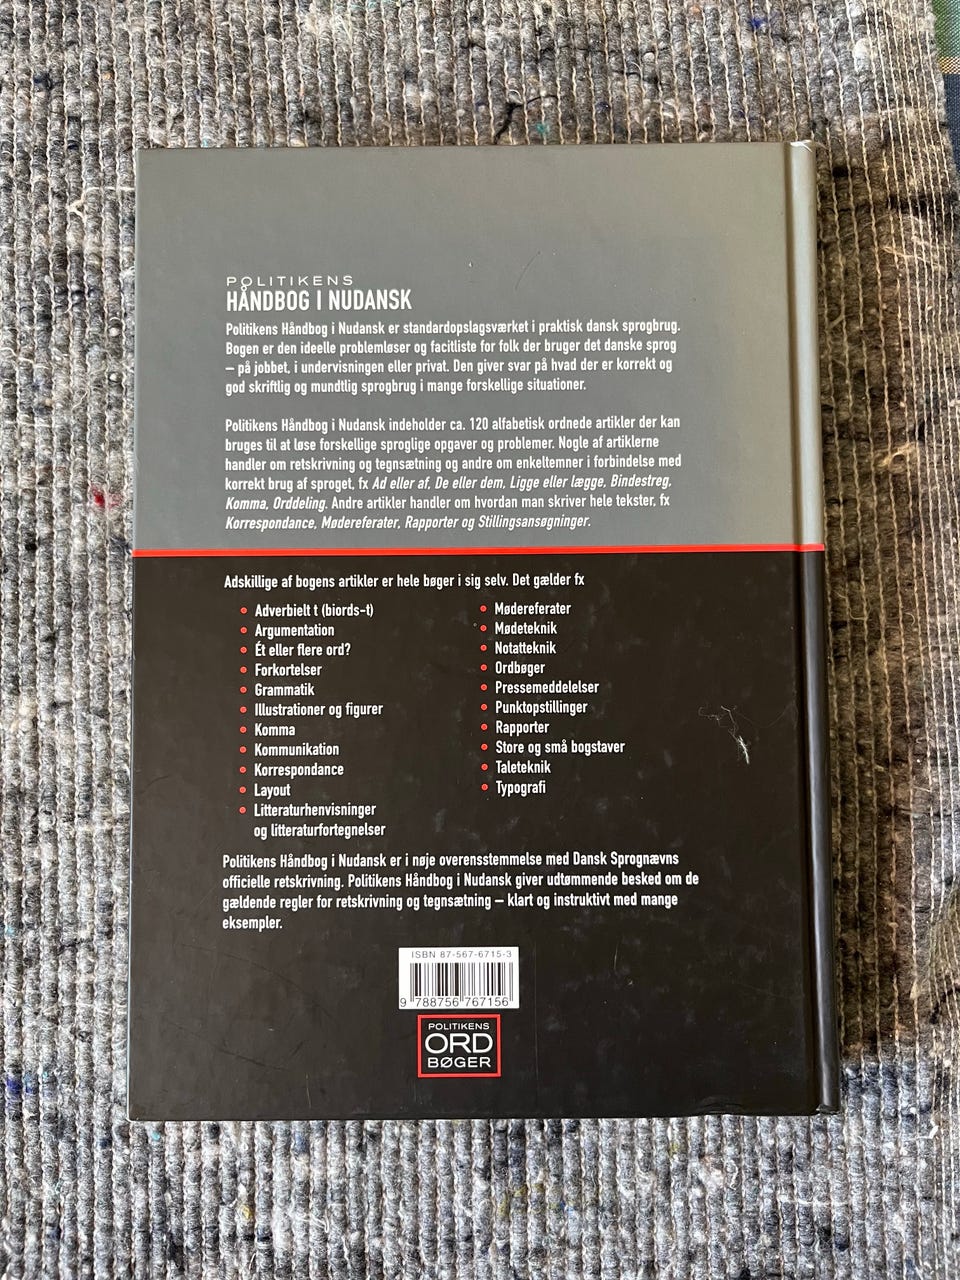 POLITIKENS
HÅNDBOG I NUDANSK
Politikens Håndbog i Nudansk er standardopslagsværket i praktisk dansk sprogbrug.
Bogen er den ideelle problemløser og facitliste for folk der bruger det danske sprog
– på jobbet, i undervisningen eller privat. Den giver svar på hvad der er korrekt og
god skriftlig og mundtlig sprogbrug i mange forskellige situationer.
Politikens Håndbog i Nudansk indeholder ca. 120 alfabetisk ordnede artikler der kan
bruges til at løse forskellige sproglige opgaver og problemer. Nogle af artiklerne
handler om retskrivning og tegnsætning og andre om enkeltemner i forbindelse med
korrekt brug af sproget, fx Ad eller af, De eller dem, Ligge eller lægge, Bindestreg,
Komma, Orddeling. Andre artikler handler om hvordan man skriver hele tekster, fx
Korrespondance, Mødereferater, Rapporter og Stillingsansøgninger.
Adskillige af bogens artikler er hele bøger i sig selv. Det gælder fx
• Adverbielt t (biords-t)
• Argumentation
• Ét eller flere ord?
• Forkortelser
• Grammatik
• Illustrationer og figurer
• Komma
• Kommunikation
• Korrespondance
• Layout
• Litteraturhenvisninger
og litteraturfortegnelser
• Mødereferater
• Mødeteknik
• Notatteknik
• Ordbøger
• Pressemeddelelser
• Punktopstillinger
• Rapporter
• Store og små bogstaver
• Taleteknik
• Typografi
Politikens Håndbog i Nudansk er i nøje overensstemmelse med Dansk Sprognævns
officielle retskrivning. Politikens Håndbog i Nudansk giver udtømmende besked om de
gældende regler for retskrivning og tegnsætning – klart og instruktivt med mange
eksempler.
ISBN 87-567-6715-3
9 788756 767156
POLITIKENS
ORD
BØGER